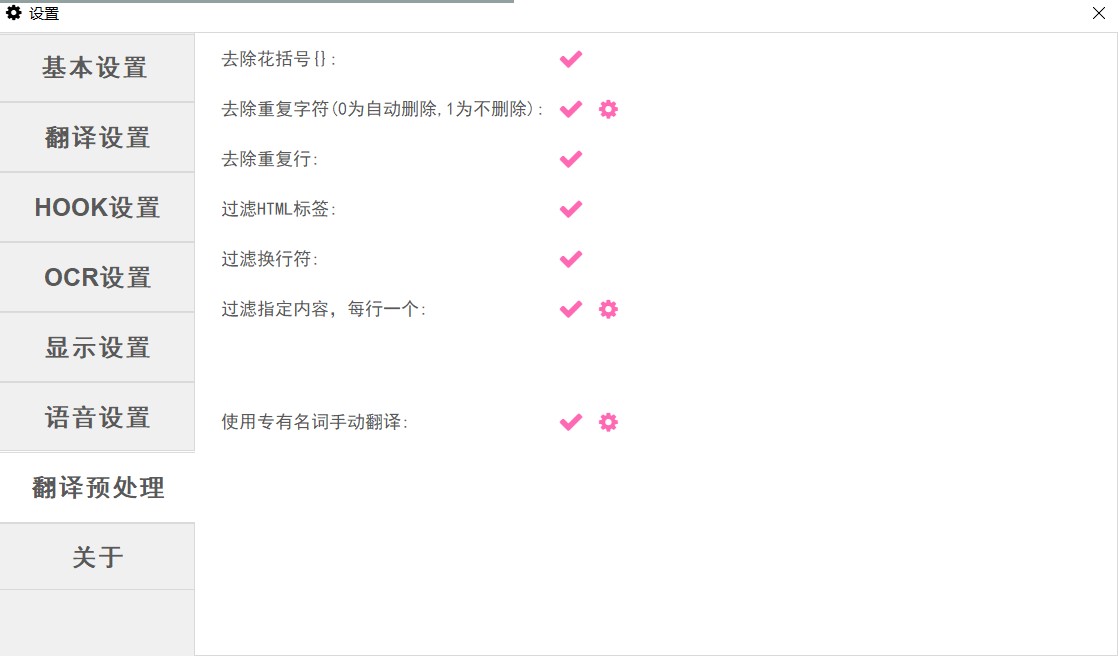 设置
基本设置
翻译设置
HOOK设置
OCR设置
显示设置
语音设置
翻译预处理
关于
去除花括号{}:
去除重复字符(0为自动删除,1为不删除):
去除重复行:
过滤HTML标签:
过滤换行符:
过滤指定内容，每行一个:
使用专有名词手动翻译: